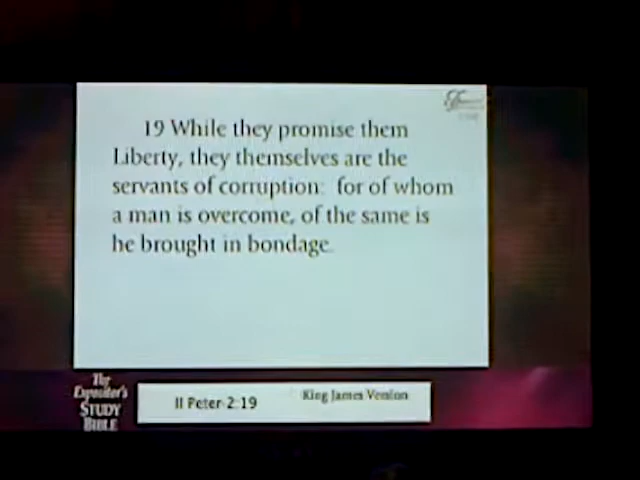 19 While they promise them
Liberty, they themselves are the
servants of corruption: for of whom
a man is overcome, of the same is
he brought in bondage.
The
Expositor's
STUDY
BIBLE
II Peter 2:19
King James Version